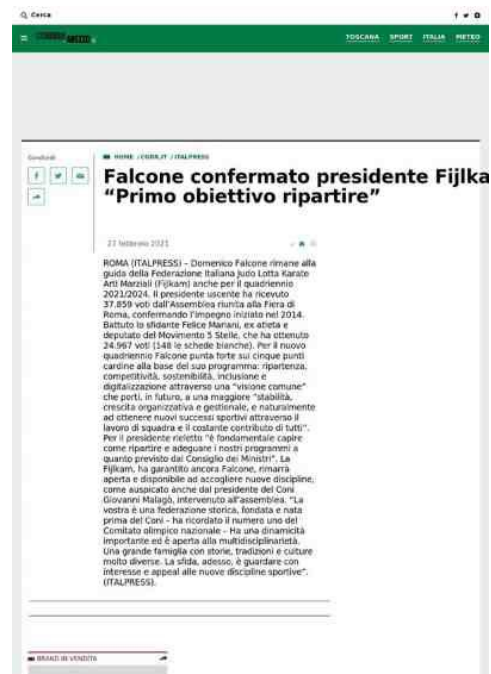 Cerca
TOSCANA SPORT ITALIA METEO
Condividi
HOME / CORR.IT / ITALPRESS
Falcone confermato presidente Fijlka
“Primo obiettivo ripartire”
27 febbraio 2021
ROMA (ITALPRESS) – Domenico Falcone rimane alla
guida della Federazione Italiana Judo Lotta Karate
Arti Marziali (Fijlkam) anche per il quadriennio
2021/2024. Il presidente uscente ha ricevuto
37.859 voti dall'Assemblea riunita alla Fiera di
Roma, confermando l'impegno iniziato nel 2014.
Battuto lo sfidante Felice Mariani, ex atleta e
deputato del Movimento 5 Stelle, che ha ottenuto
24.967 voti (148 le schede bianche). Per il nuovo
quadriennio Falcone punta forte sui cinque punti
cardine alla base del suo programma: ripartenza,
competitività, sostenibilità, inclusione e
digitalizzazione attraverso una “visione comune”
che porti, in futuro, a una maggiore “stabilità,
crescita organizzativa e gestionale, e naturalmente
ad ottenere nuovi successi sportivi attraverso il
lavoro di squadra e il costante contributo di tutti”.
Per il presidente rieletto “è fondamentale capire
come ripartire e adeguare i nostri programmi a
quanto previsto dal Consiglio dei Ministri”. La
Fijlkam, ha garantito ancora Falcone, rimarrà
aperta e disponibile ad accogliere nuove discipline,
come auspicato anche dal presidente del Coni
Giovanni Malagò, intervenuto all'assemblea. “La
vostra è una federazione storica, fondata e nata
prima del Coni – ha ricordato il numero uno del
Comitato olimpico nazionale – Ha una dinamicità
importante ed è aperta alla multidisciplinarietà.
Una grande famiglia con storie, tradizioni e culture
molto diverse. La sfida, adesso, è guardare con
interesse e appeal alle nuove discipline sportive”.
(ITALPRESS).
BRAND IN VENDITA